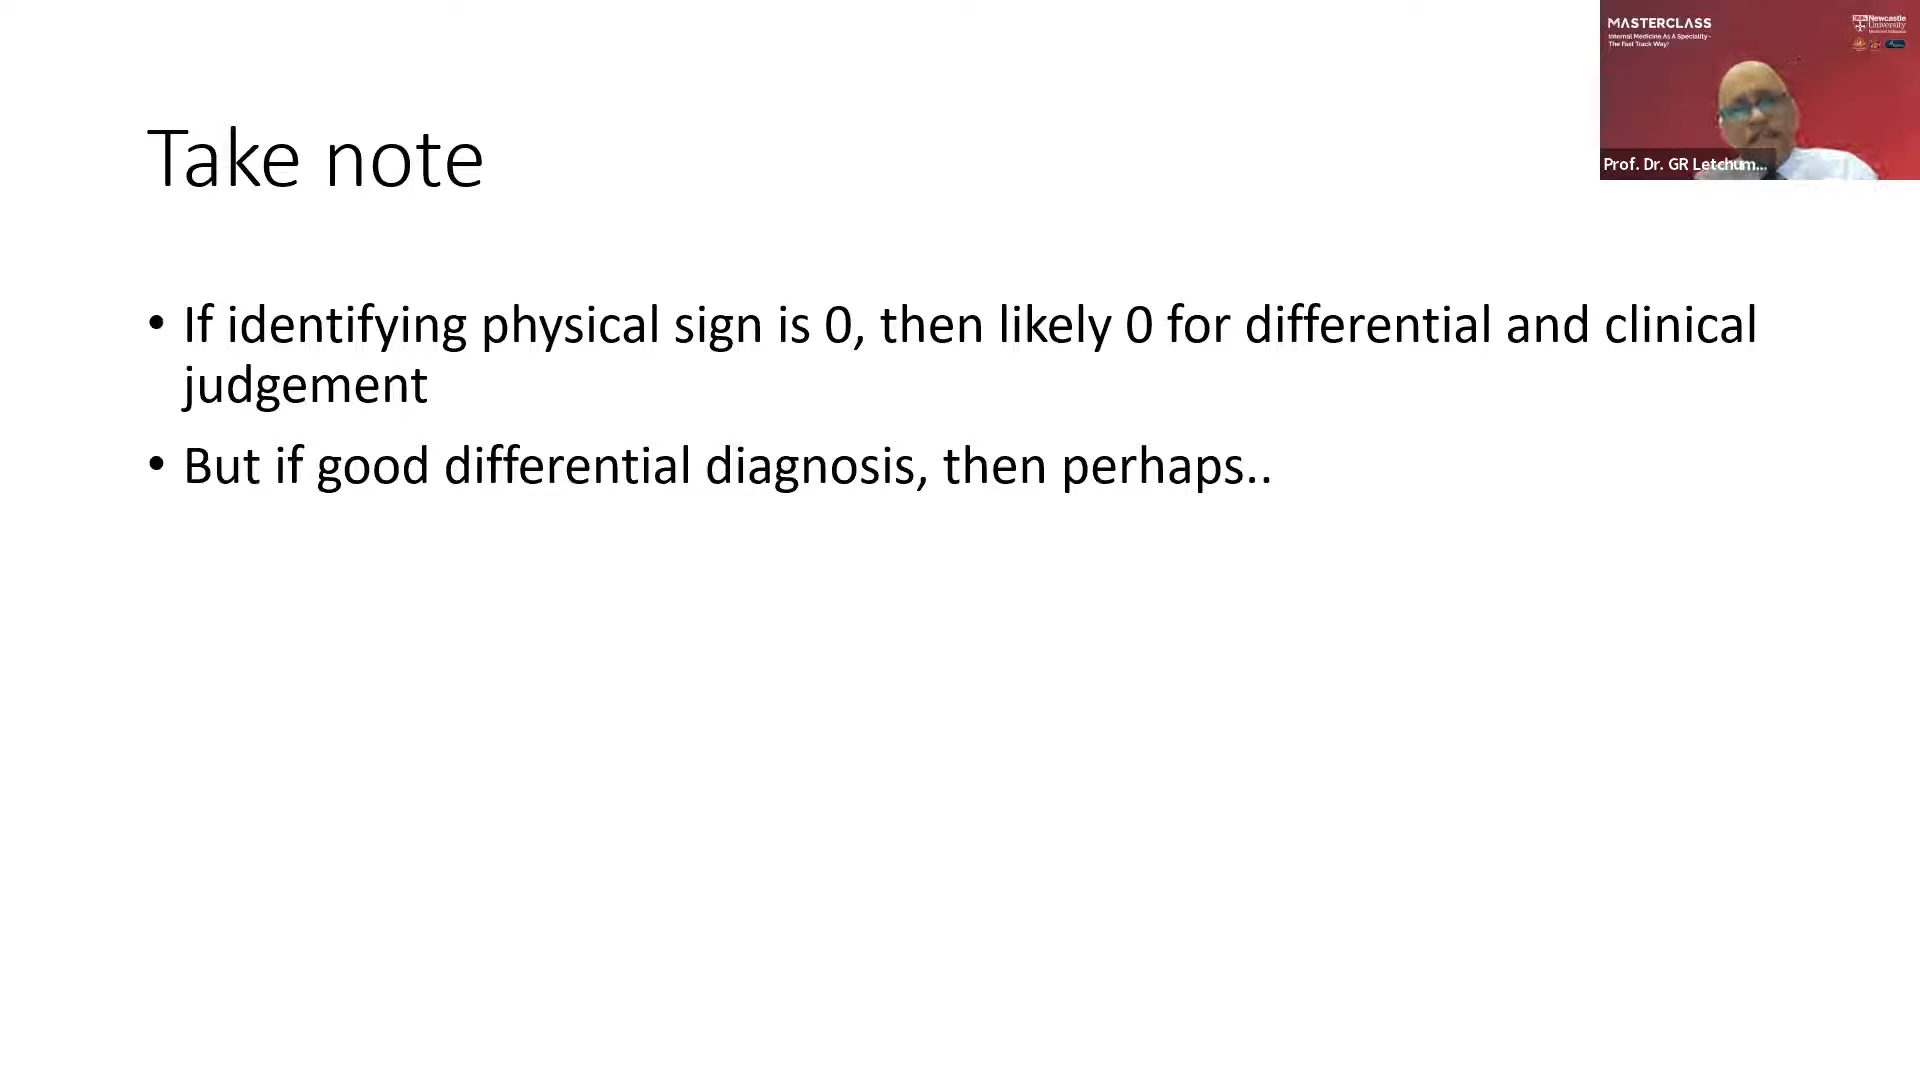 MASTERCLASS
Internal Medicine As A Speciality -
The Fast Track Way!
Newcastle
University
Prof. Dr. GR Letchum...
Take note
• If identifying physical sign is 0, then likely 0 for differential and clinical
judgement
• But if good differential diagnosis, then perhaps..